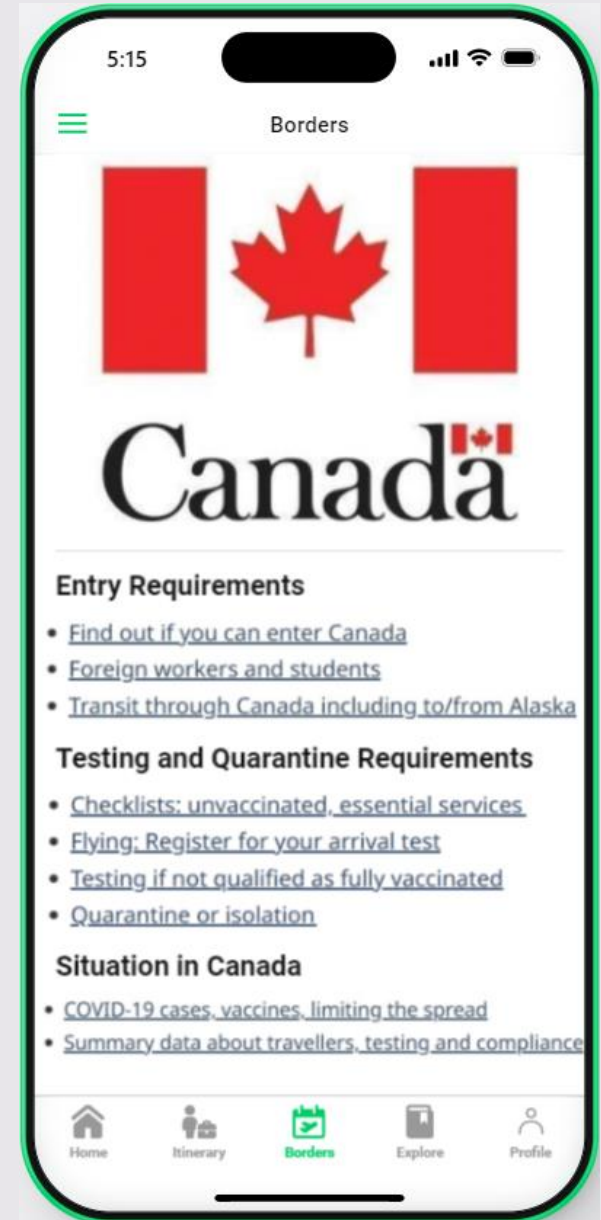 5:15
Borders
Canada
Entry Requirements
Find out if you can enter Canada
Foreign workers and students
Transit through Canada including to/from Alaska
Testing and Quarantine Requirements
Checklists: unvaccinated, essential services
Flying: Register for your arrival test
Testing if not qualified as fully vaccinated
Quarantine or isolation
Situation in Canada
COVID-19 cases, vaccines, limiting the spread
Summary data about travellers, testing and compliance
Home Itinerary Borders Explore Profile